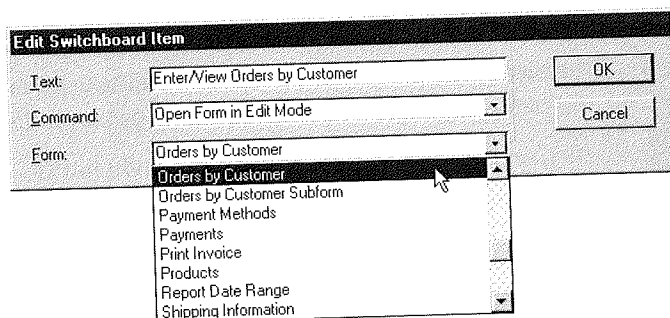 Edit Switchboard Item
Text: Enter/View Orders by Customer OK
Command: Open Form in Edit Mode Cancel
Form: Orders by Customer
Orders by Customer
Orders by Customer Subform
Payment Methods
Payments
Print Invoice
Products
Report Date Range
Shipping Information